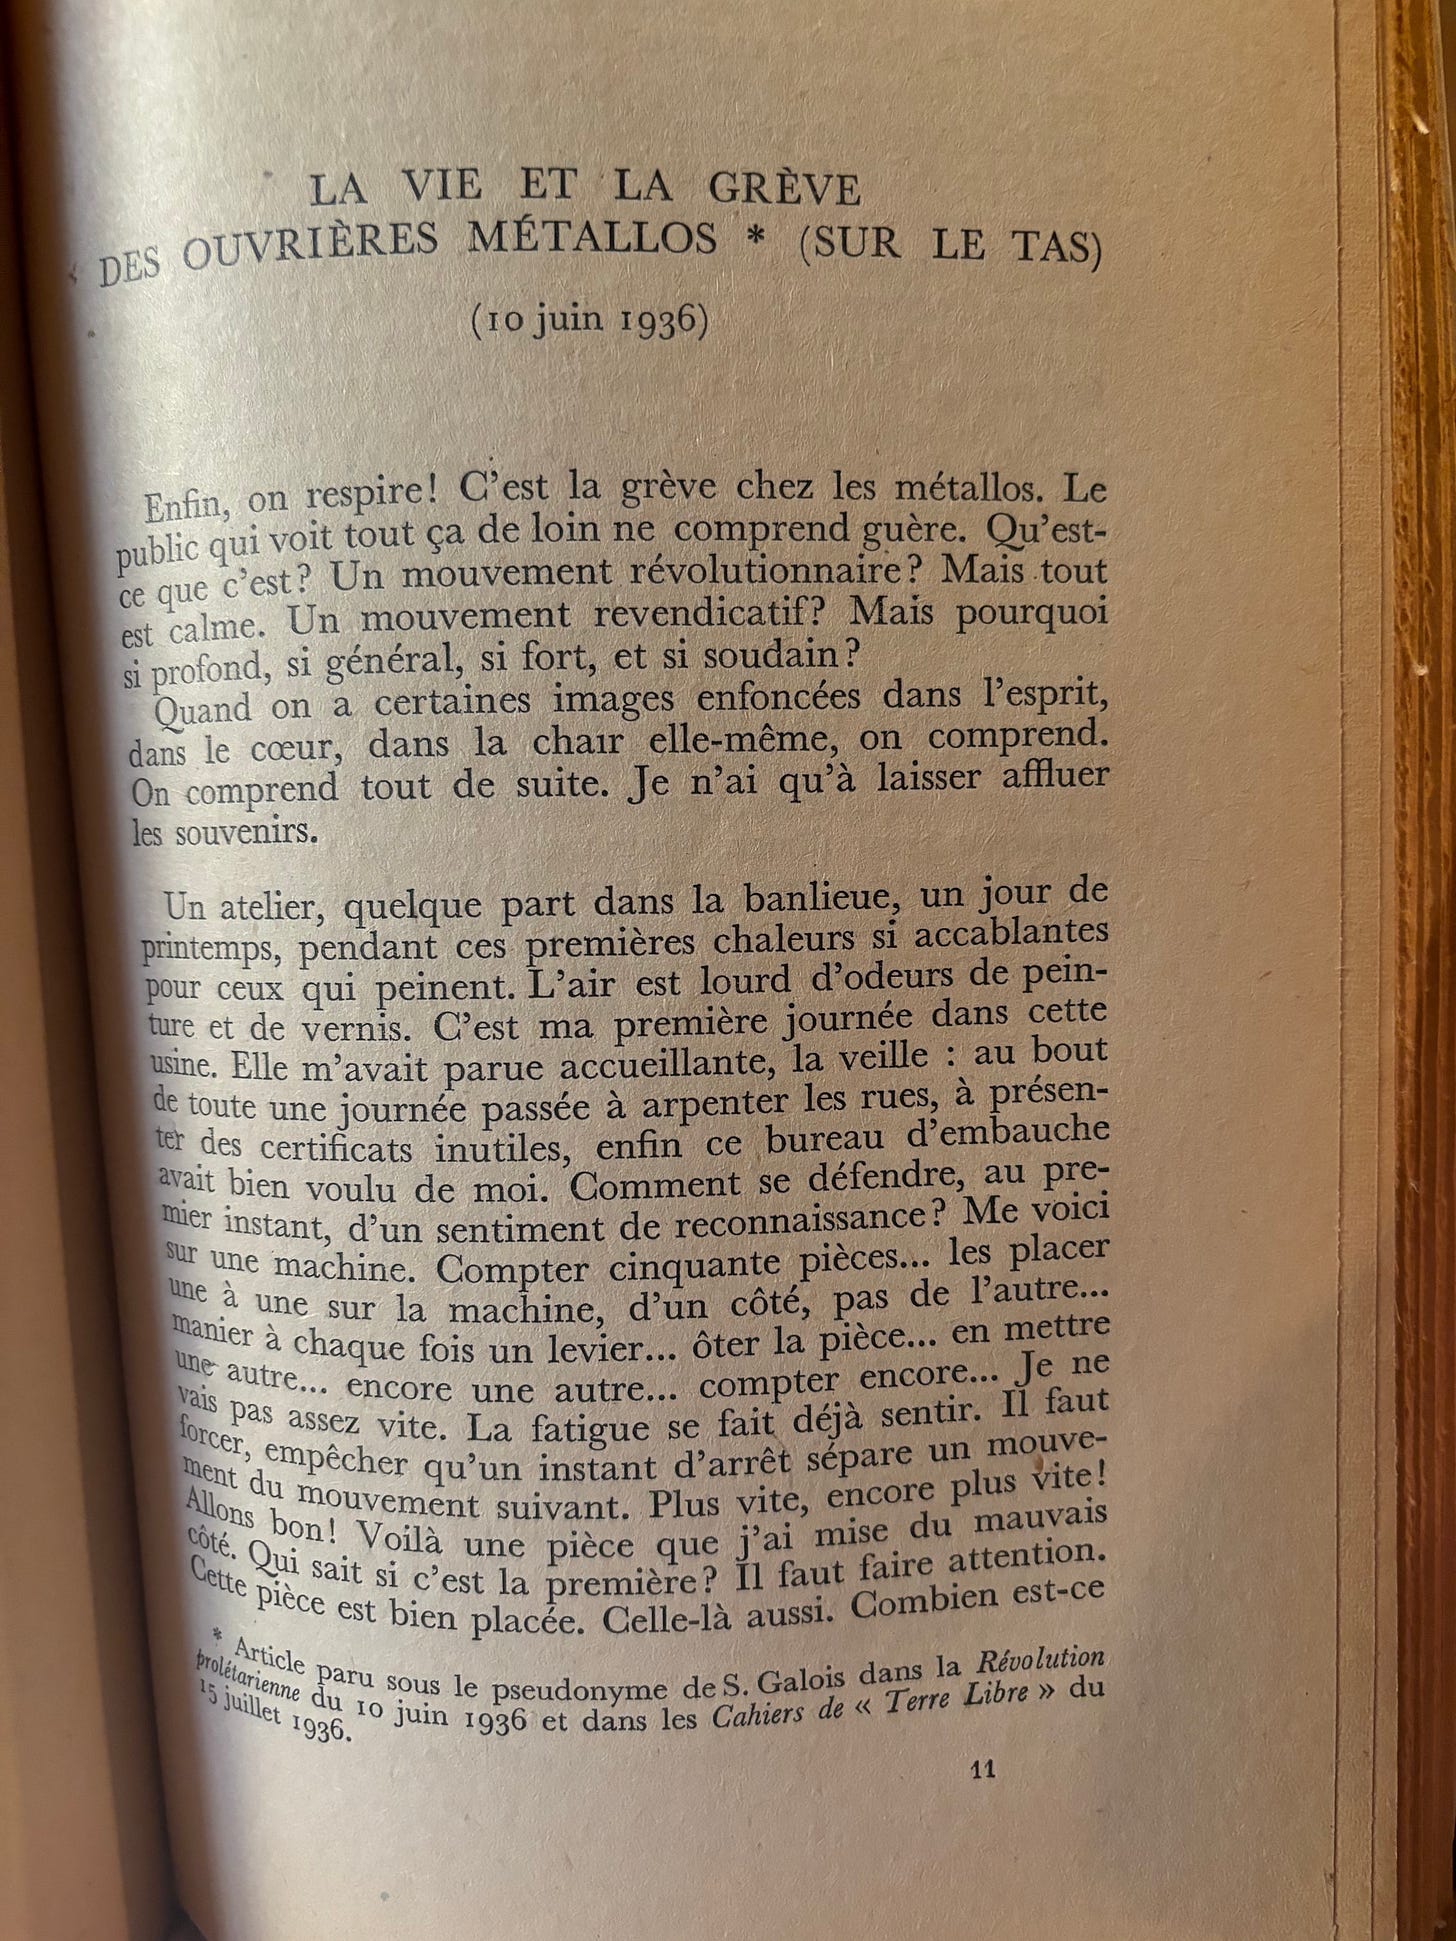 LA VIE ET LA GRÈVE
DES OUVRIÈRES MÉTALLOS * (SUR LE TAS)
(10 juin 1936)
Enfin, on respire! C'est la grève chez les métallos. Le
public qui voit tout ça de loin ne comprend guère. Qu'est-
ce que c'est? Un mouvement révolutionnaire? Mais tout
est calme. Un mouvement revendicatif? Mais pourquoi
si profond, si général, si fort, et si soudain?
Quand on a certaines images enfoncées dans l'esprit,
dans le cœur, dans la chair elle-même, on comprend.
On comprend tout de suite. Je n'ai qu'à laisser affluer
les souvenirs.
Un atelier, quelque part dans la banlieue, un jour de
printemps, pendant ces premières chaleurs si accablantes
pour ceux qui peinent. L'air est lourd d'odeurs de pein-
ture et de vernis. C'est ma première journée dans cette
usine. Elle m'avait parue accueillante, la veille : au bout
de toute une journée passée à arpenter les rues, à présen-
ter des certificats inutiles, enfin ce bureau d'embauche
avait bien voulu de moi. Comment se défendre, au pre-
mier instant, d'un sentiment de reconnaissance? Me voici
sur une machine. Compter cinquante pièces... les placer
une à une sur la machine, d'un côté, pas de l'autre...
manier à chaque fois un levier... ôter la pièce... en mettre
une autre... encore une autre... compter encore... Je ne
vais pas assez vite. La fatigue se fait déjà sentir. Il faut
forcer, empêcher qu'un instant d'arrêt sépare un mouve-
ment du mouvement suivant. Plus vite, encore plus vite!
Allons bon! Voilà une pièce que j'ai mise du mauvais
côté. Qui sait si c'est la première? Il faut faire attention.
Cette pièce est bien placée. Celle-là aussi. Combien est-ce
* Article paru sous le pseudonyme de S. Galois dans la Révolution
prolétarienne du 10 juin 1936 et dans les Cahiers de « Terre Libre » du
15 juillet 1936.
11